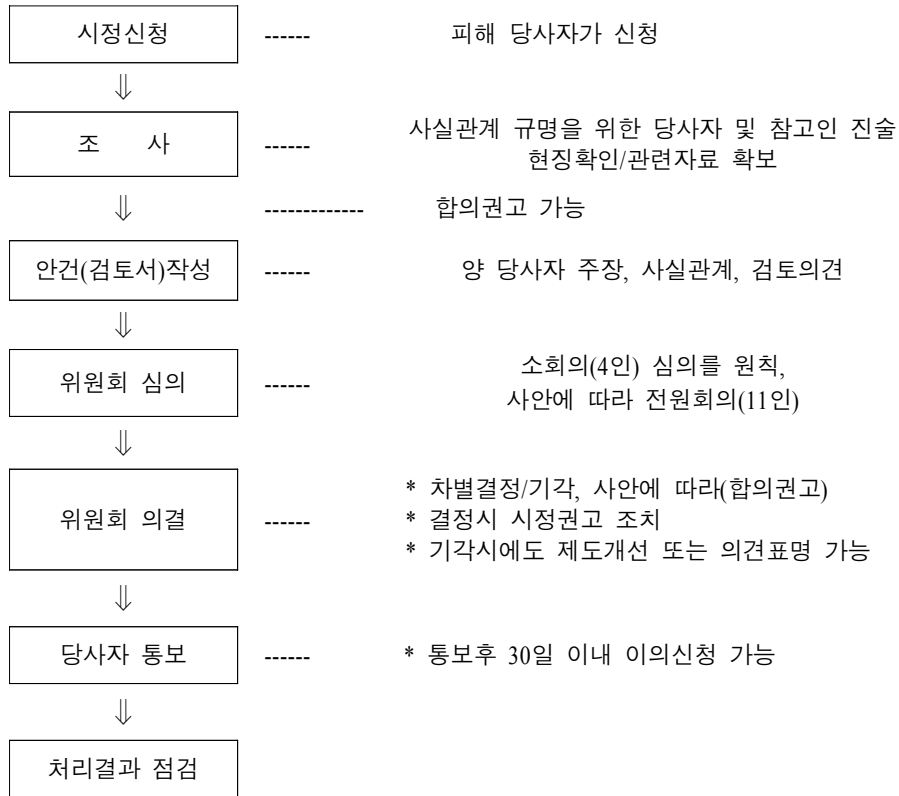 시정신청 ------ 피해 당사자가 신청
⇓
조 사 ------ 사실관계 규명을 위한 당사자 및 참고인 진술
현징확인/관련자료 확보
⇓ ------------- 합의권고 가능
안건(검토서)작성 ------ 양 당사자 주장, 사실관계, 검토의견
⇓
위원회 심의 ------ 소회의(4인) 심의를 원칙,
사안에 따라 전원회의(11인)
⇓
* 차별결정/기각, 사안에 따라(합의권고)
위원회 의결 ------ * 결정시 시정권고 조치
* 기각시에도 제도개선 또는 의견표명 가능
⇓
당사자 통보 ------ * 통보후 30일 이내 이의신청 가능
⇓
처리결과 점검